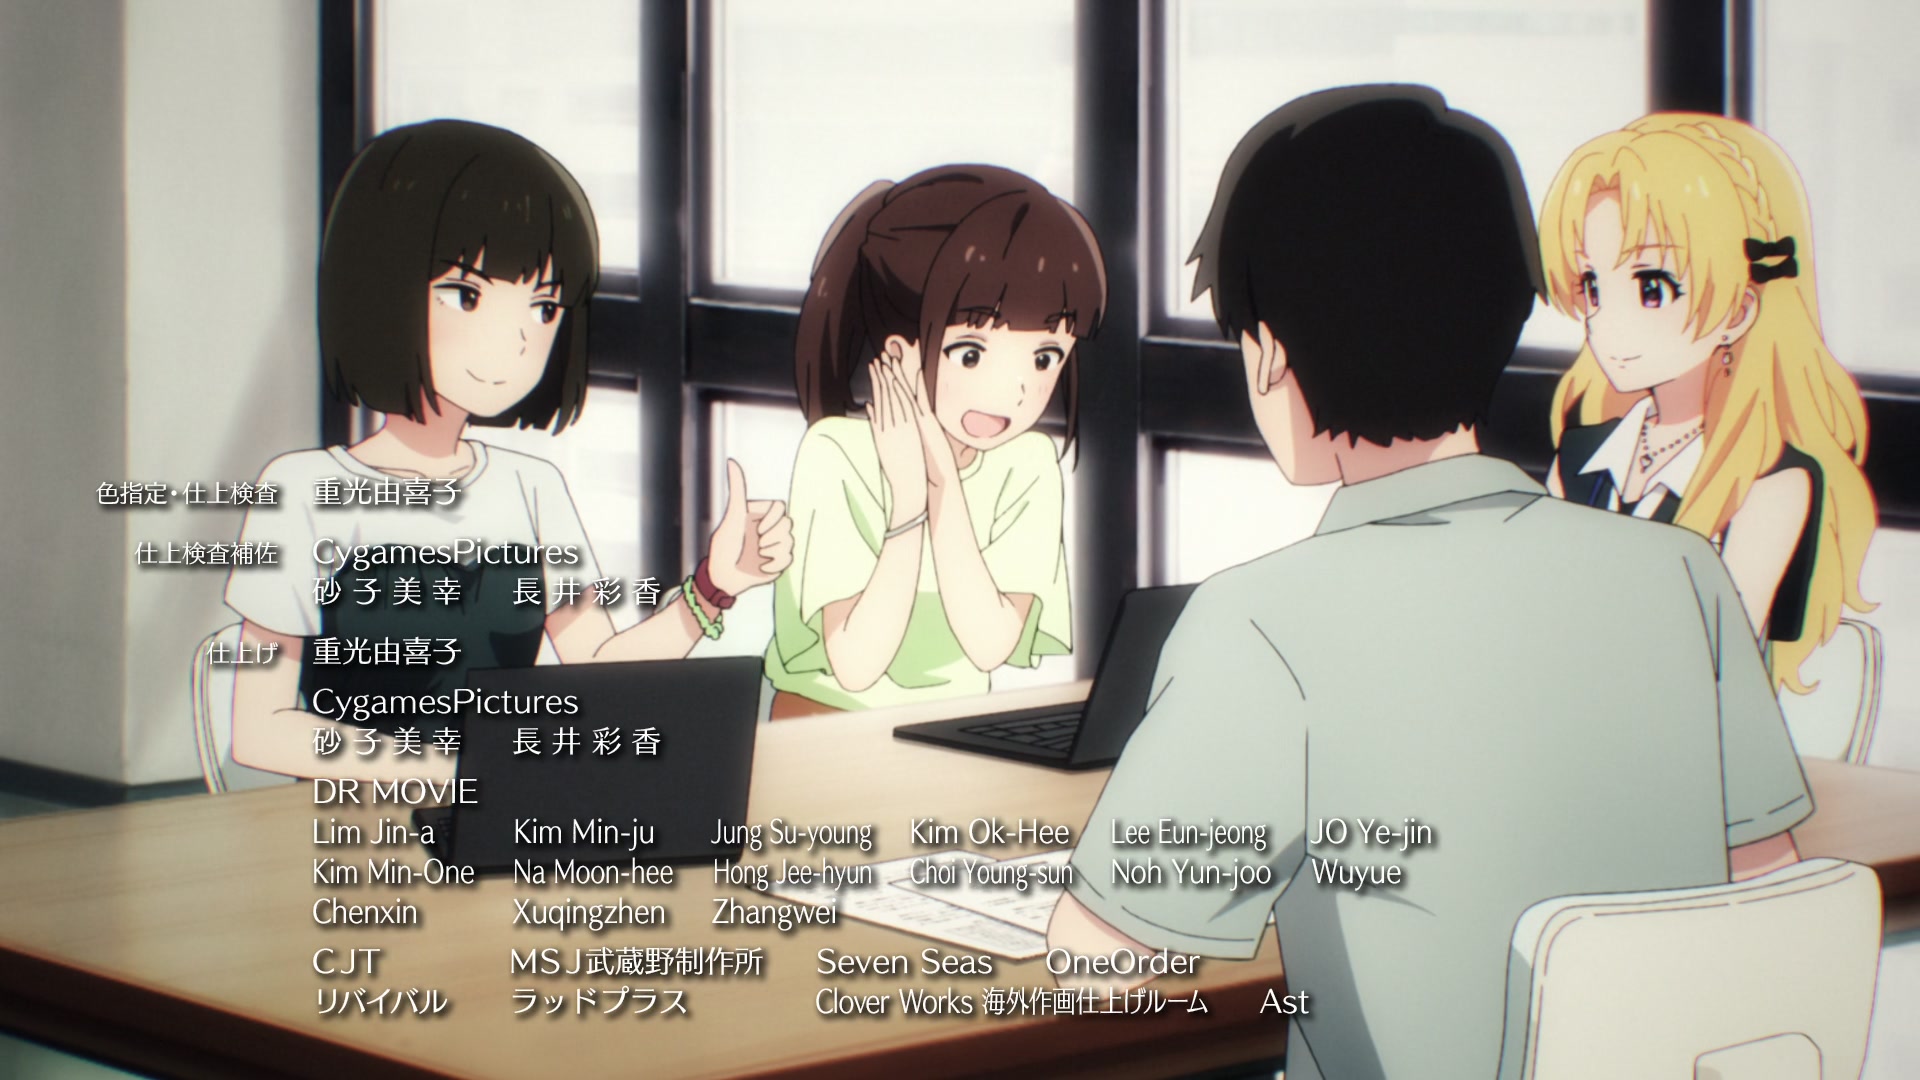 色指定・仕上検査 重光由喜子
仕上検査補佐 CygamesPictures
砂子美幸 長井彩香
仕上げ 重光由喜子
CygamesPictures
砂子美幸 長井彩香
DR MOVIE
Lim Jin-a Kim Min-ju Jung Su-young Kim Ok-Hee Lee Eun-jeong JO Ye-jin
Kim Min-One Na Moon-hee Hong Jee-hyun Choi Young-sun Noh Yun-joo Wuyue
Chenxin Xuqingzhen Zhangwei
CJT MSJ武蔵野制作所 Seven Seas OneOrder
リバイバル ラッドプラス Clover Works 海外作画仕上げルーム Ast